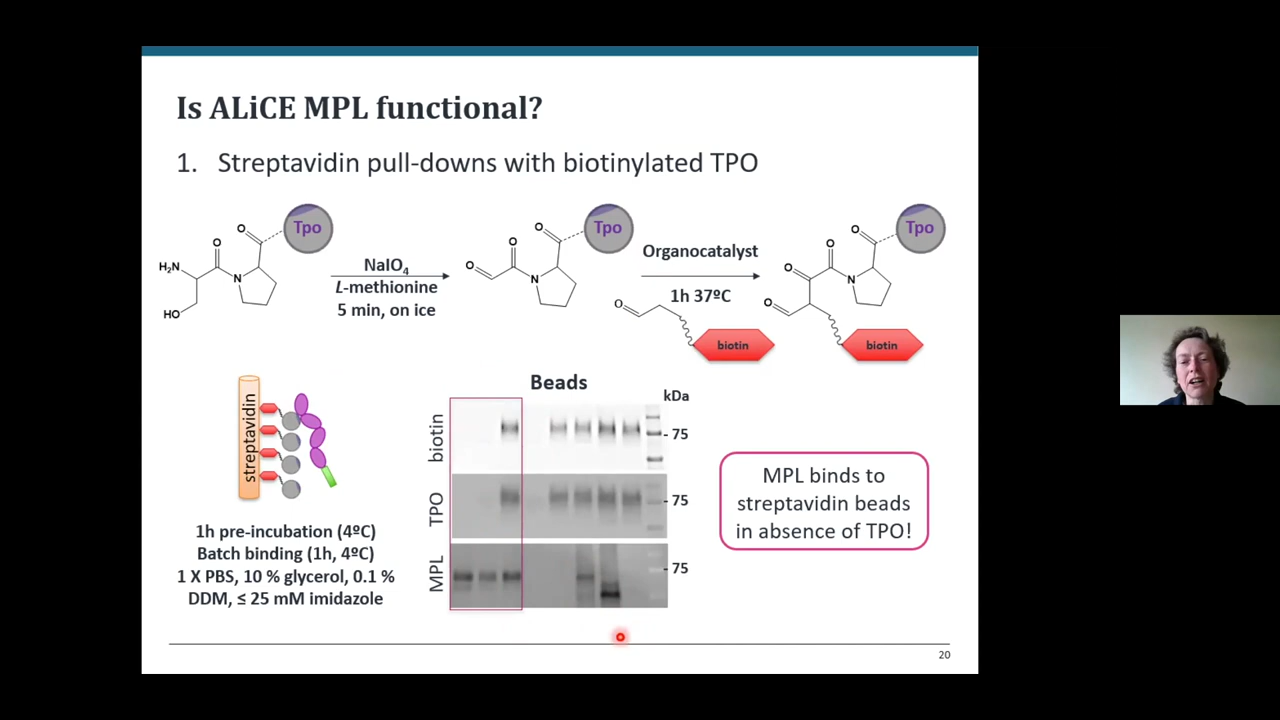 Is ALiCE MPL functional?
1. Streptavidin pull-downs with biotinylated TPO
Tpo
O
O
H₂N
N
HO
NaIO₄
L-methionine
5 min, on ice
Tpo
O
O
O
N
Organocatalyst
1h 37ºC
O
biotin
Tpo
O
O
O
N
O
biotin
streptavidin
1h pre-incubation (4ºC)
Batch binding (1h, 4ºC)
1 X PBS, 10 % glycerol, 0.1 %
DDM, ≤ 25 mM imidazole
Beads
kDa
biotin
- 75
TPO
- 75
MPL
- 75
MPL binds to
streptavidin beads
in absence of TPO!
20